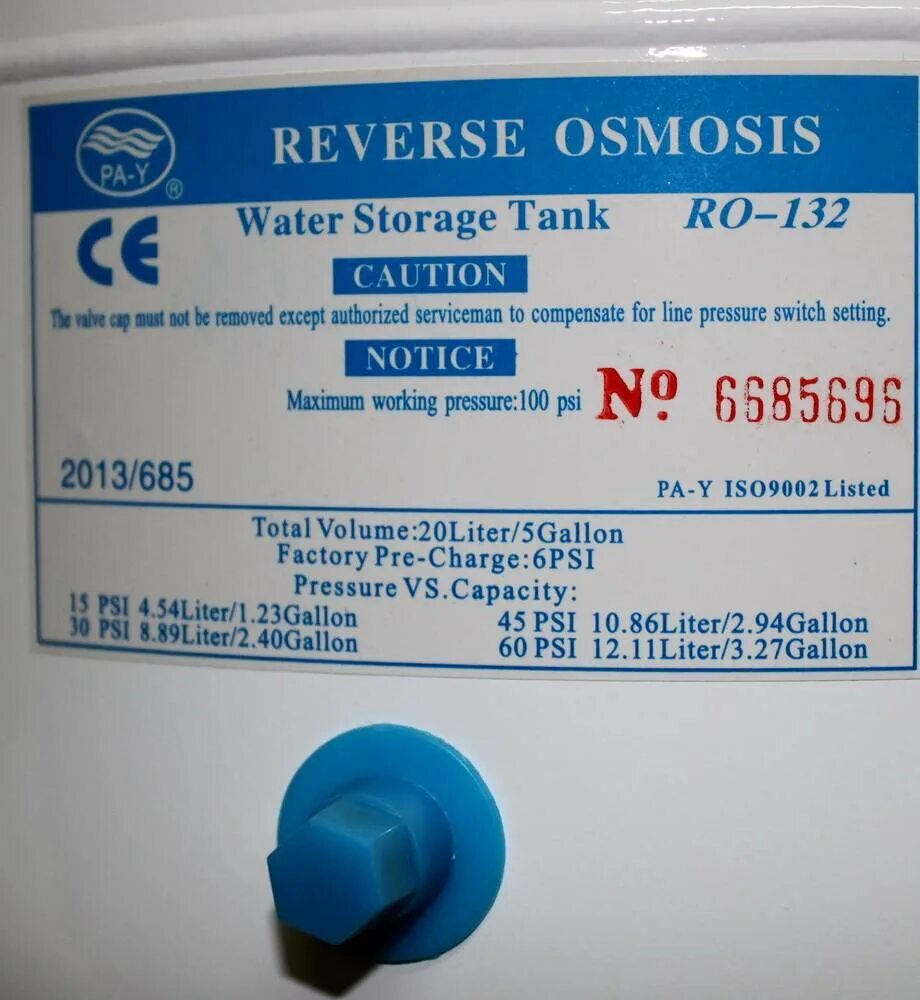 PA-Y ®
REVERSE OSMOSIS
CE
Water Storage Tank RO-132
CAUTION
The valve cap must not be removed except authorized serviceman to compensate for line pressure switch setting.
NOTICE
Maximum working pressure:100 psi
Nº 6685696
2013/685
PA-Y ISO9002 Listed
Total Volume:20Liter/5Gallon
Factory Pre-Charge:6PSI
Pressure VS.Capacity:
15 PSI 4.54Liter/1.23Gallon
30 PSI 8.89Liter/2.40Gallon
45 PSI 10.86Liter/2.94Gallon
60 PSI 12.11Liter/3.27Gallon